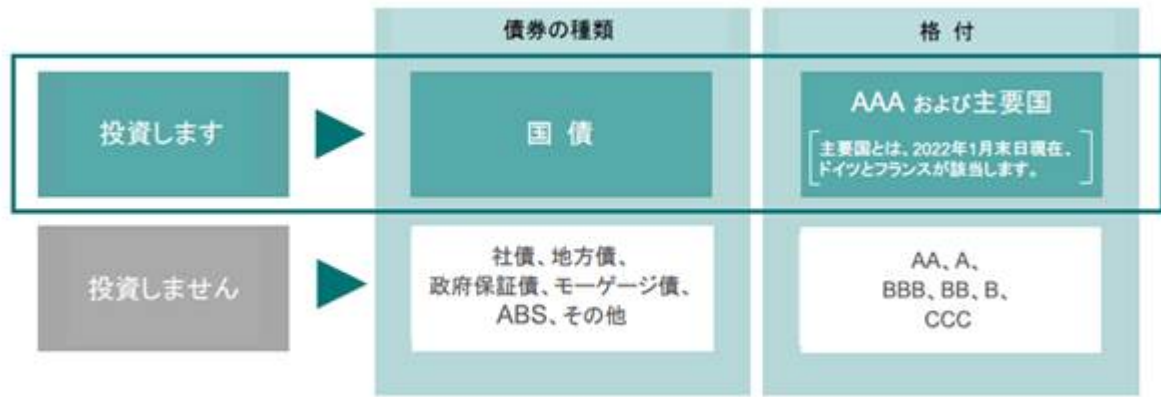 債券の種類
格 付
投資します
国 債
AAA および主要国
主要国とは、2022年1月末日現在、
ドイツとフランスが該当します。
投資しません
社債、地方債、
政府保証債、モーゲージ債、
ABS、その他
AA、A、
BBB、BB、B、
CCC